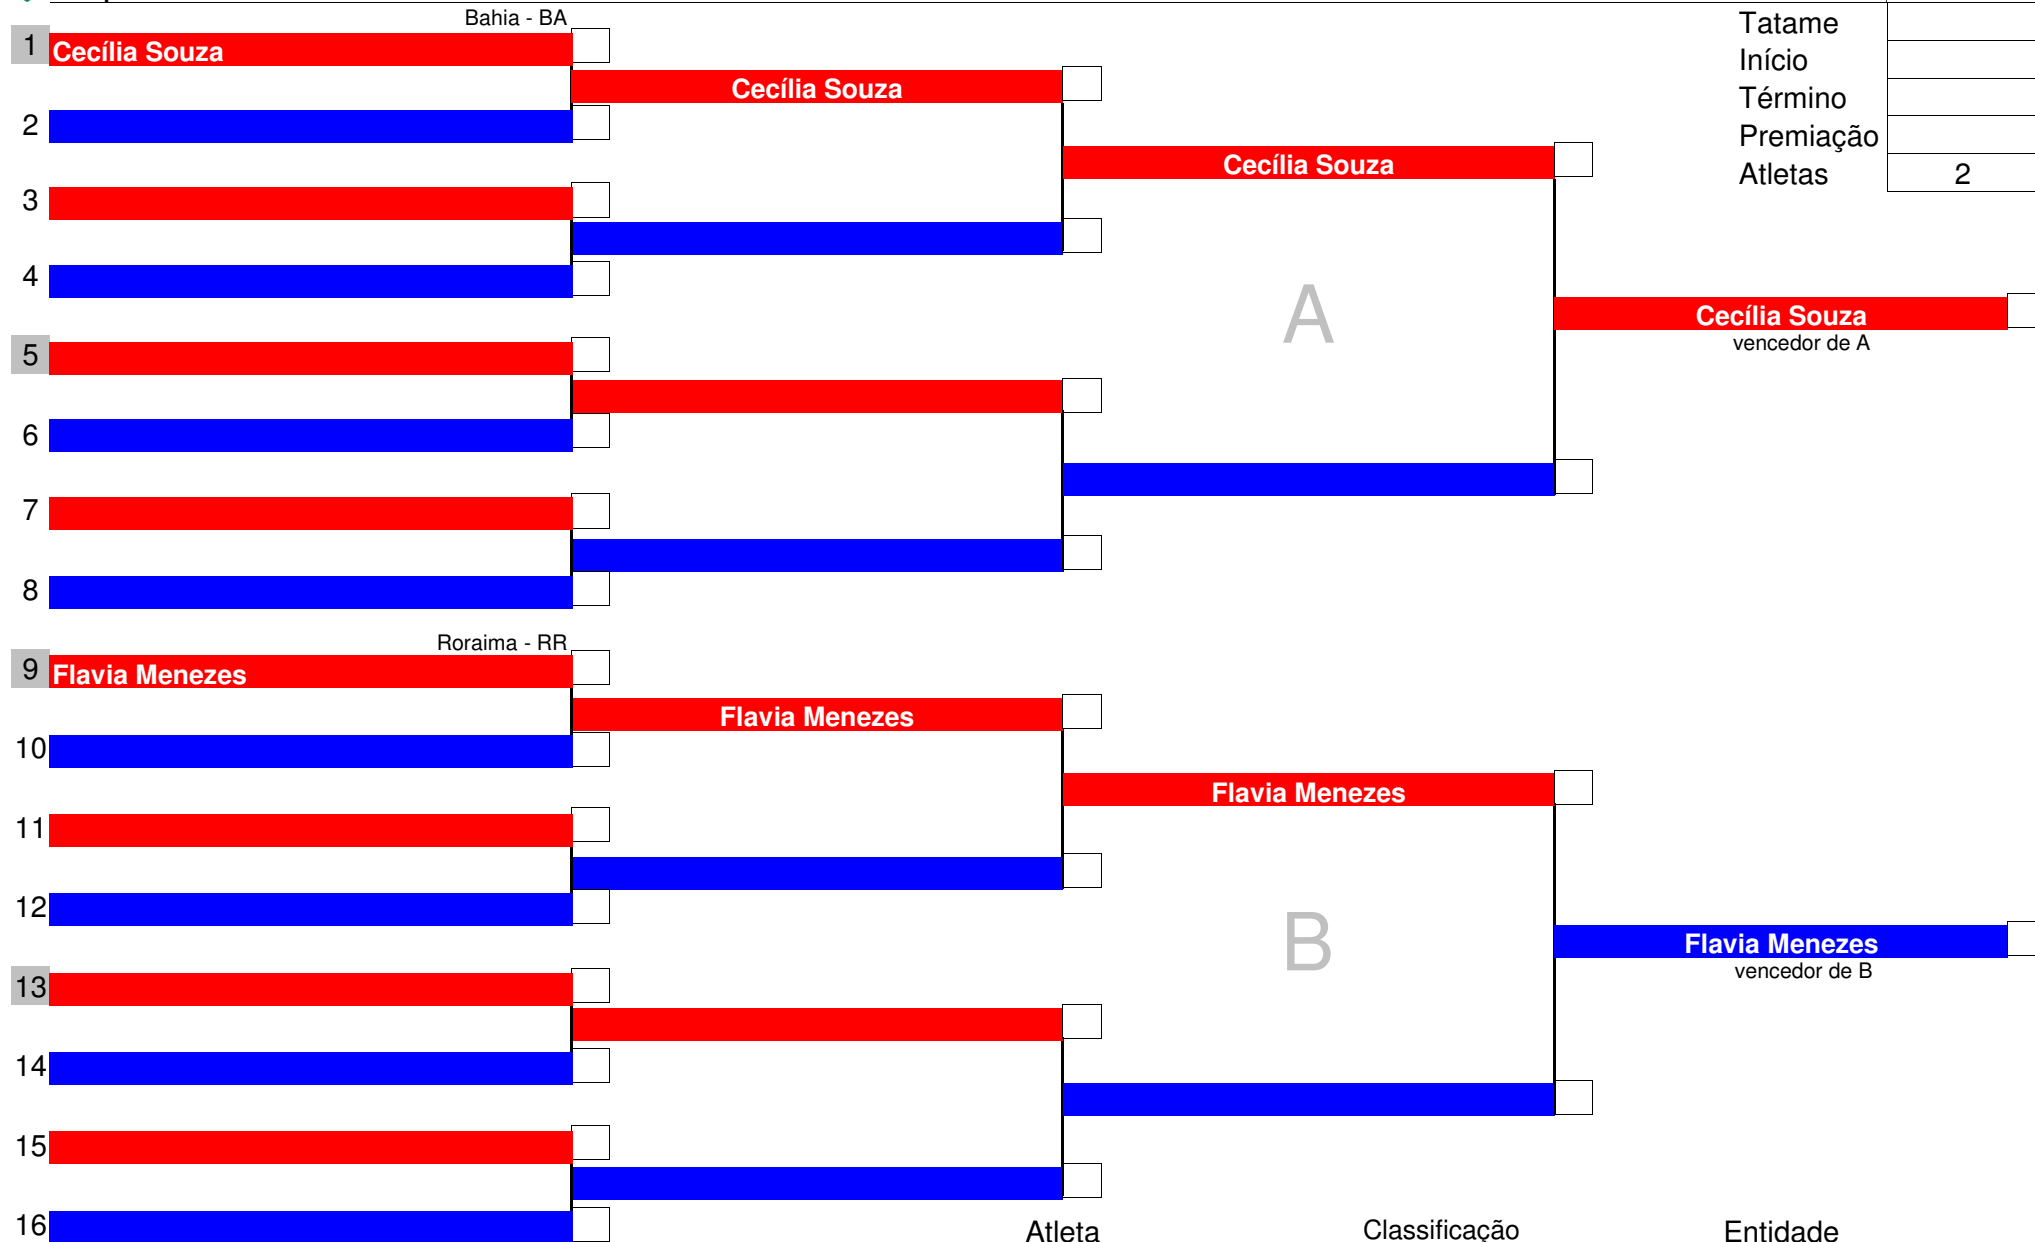 Bahia - BA
1 Cecília Souza
Cecília Souza
2
Cecília Souza
3
4
Cecília Souza
vencedor de A
A
5
6
7
8
Roraima - RR
9 Flavia Menezes
Flavia Menezes
10
Flavia Menezes
11
12
B
Flavia Menezes
vencedor de B
13
14
15
16
Tatame
Início
Término
Premiação
Atletas 2
Atleta Classificação Entidade